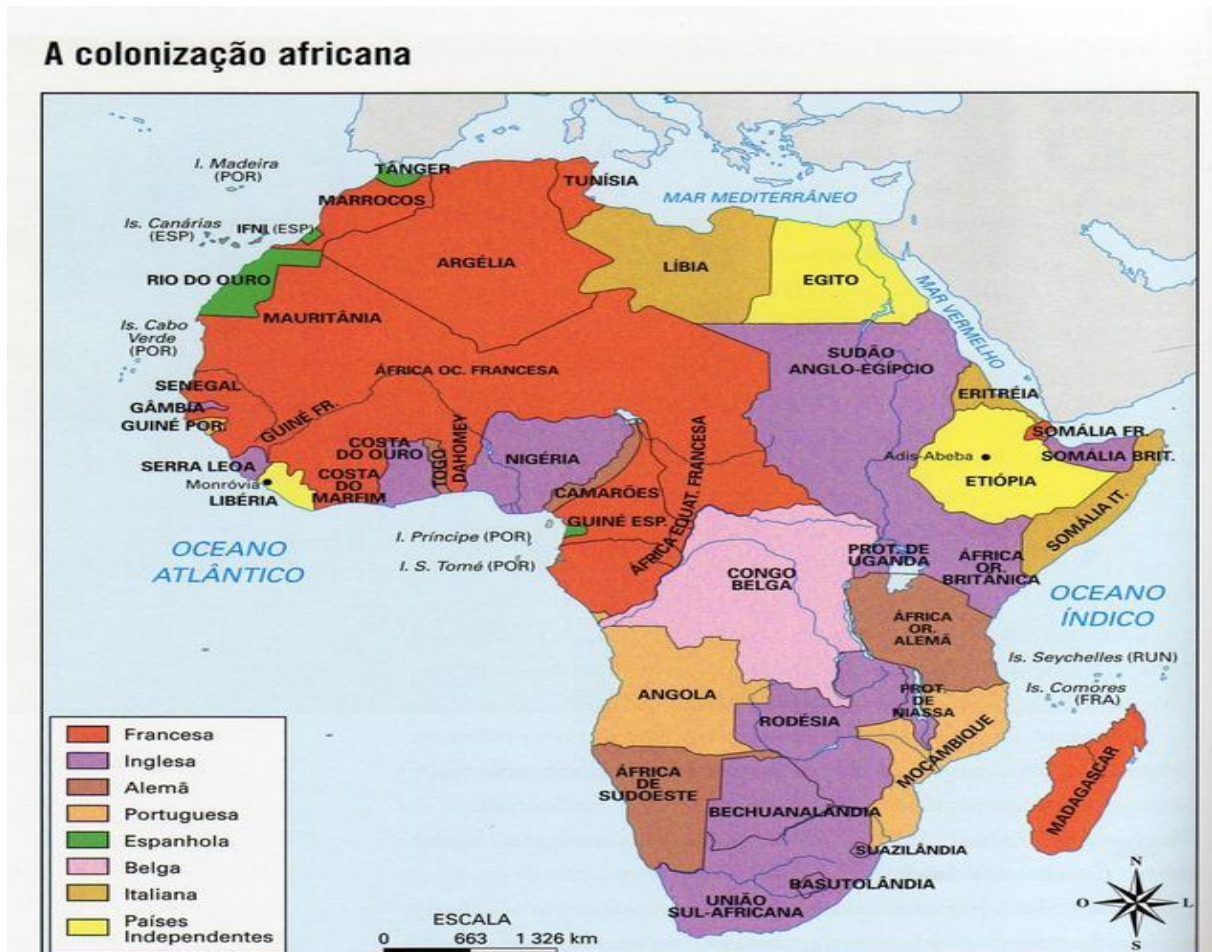 A colonização africana
I. Madeira
(POR)
TÂNGER
TUNÍSIA
MARROCOS
MAR MEDITERRÂNEO
Is. Canárias
(ESP)
IFNI (ESP)
ARGÉLIA
LÍBIA
EGITO
RIO DO OURO
MAR VERMELHO
MAURITÂNIA
Is. Cabo
Verde
(POR)
SUDÃO
ANGLO-EGÍPCIO
ÁFRICA OC. FRANCESA
SENEGAL
ERITRÉIA
GÂMBIA
GUINÉ POR.
GUINÉ FR.
SOMÁLIA FR.
COSTA
DO OURO
TOGO
DAHOMEY
NIGÉRIA
ÁFRICA EQUAT. FRANCESA
Adis-Abeba
SOMÁLIA BRIT.
SERRA LEOA
Monróvia
LIBÉRIA
COSTA
DO
MARFIM
ETIÓPIA
CAMARÕES
SOMÁLIA IT.
GUINÉ ESP.
I. Príncipe (POR)
I. S. Tomé (POR)
OCEANO
ATLÂNTICO
PROT. DE
UGANDA
ÁFRICA
OR.
BRITÂNICA
CONGO
BELGA
OCEANO
ÍNDICO
ÁFRICA
OR.
ALEMÃ
Is. Seychelles (RUN)
Is. Comores
(FRA)
ANGOLA
PROT.
DE
NIASSA
RODÉSIA
MOÇAMBIQUE
MADAGASCAR
ÁFRICA
DE
SUDOESTE
BECHUANALÂNDIA
SUAZILÂNDIA
BASUTOLÂNDIA
UNIÃO
SUL-AFRICANA
Francesa
Inglesa
Alemã
Portuguesa
Espanhola
Belga
Italiana
Países
Independentes
ESCALA
0 663 1 326 km
N
O L
S